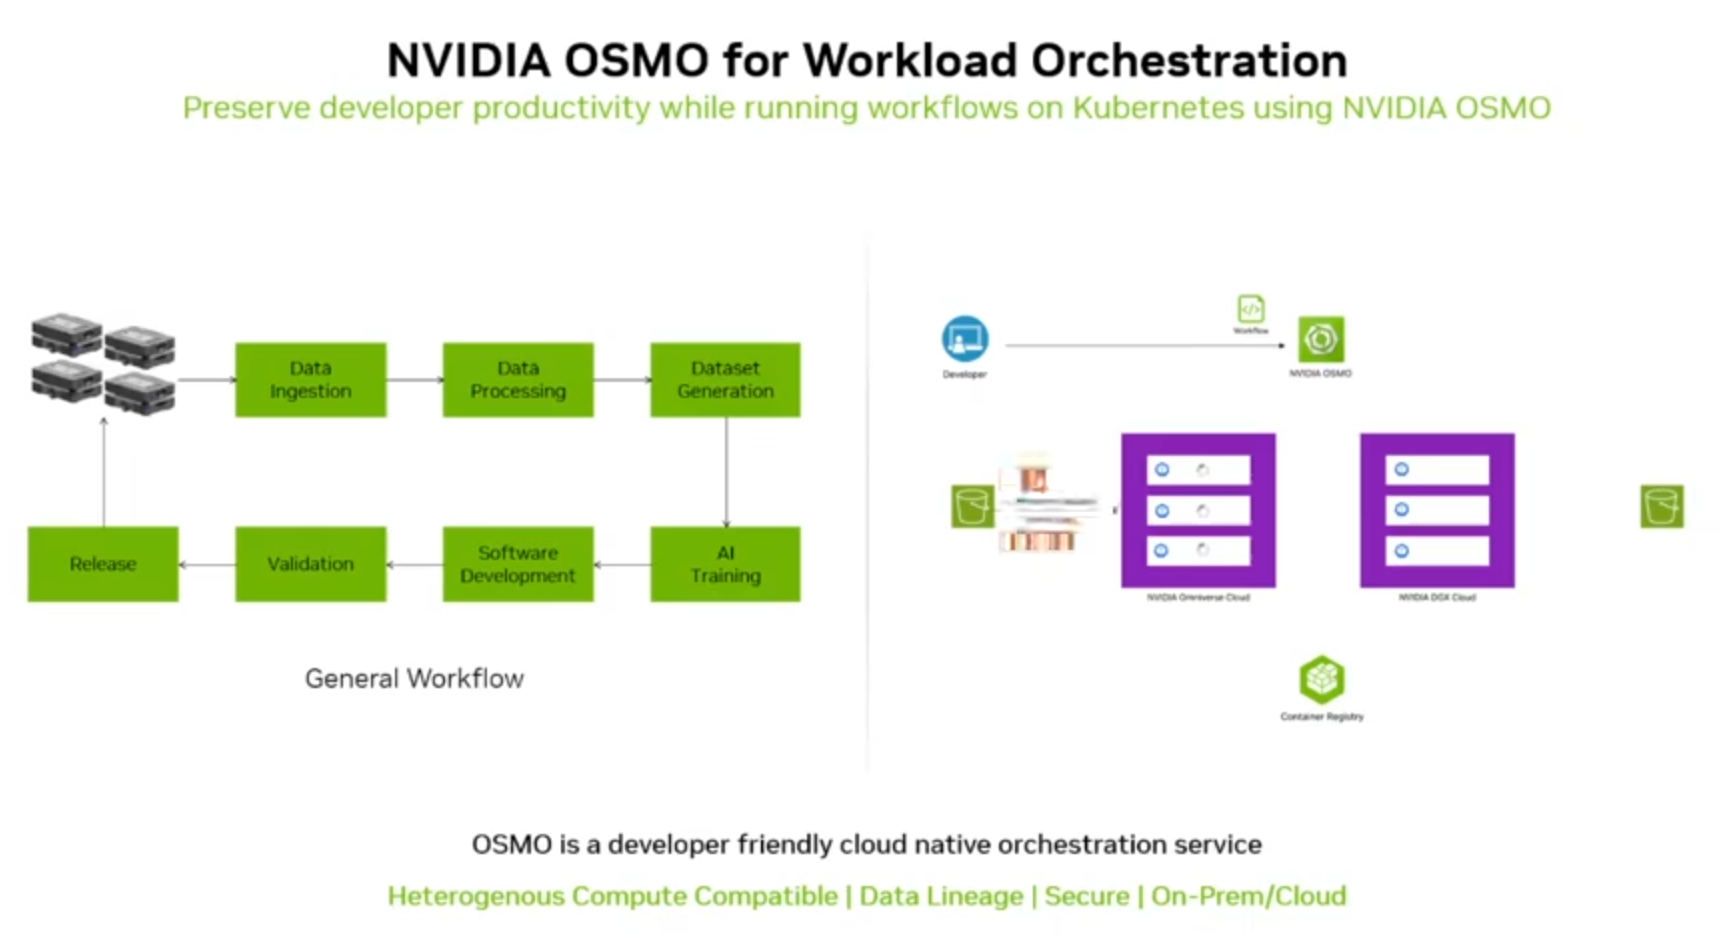 NVIDIA OSMO for Workload Orchestration
Preserve developer productivity while running workflows on Kubernetes using NVIDIA OSMO
Data
Ingestion
Data
Processing
Dataset
Generation
Release
Validation
Software
Development
AI
Training
General Workflow
Workflow
Developer
NVIDIA OSMO
NVIDIA Omniverse Cloud
NVIDIA DGX Cloud
Container Registry
OSMO is a developer friendly cloud native orchestration service
Heterogenous Compute Compatible | Data Lineage | Secure | On-Prem/Cloud